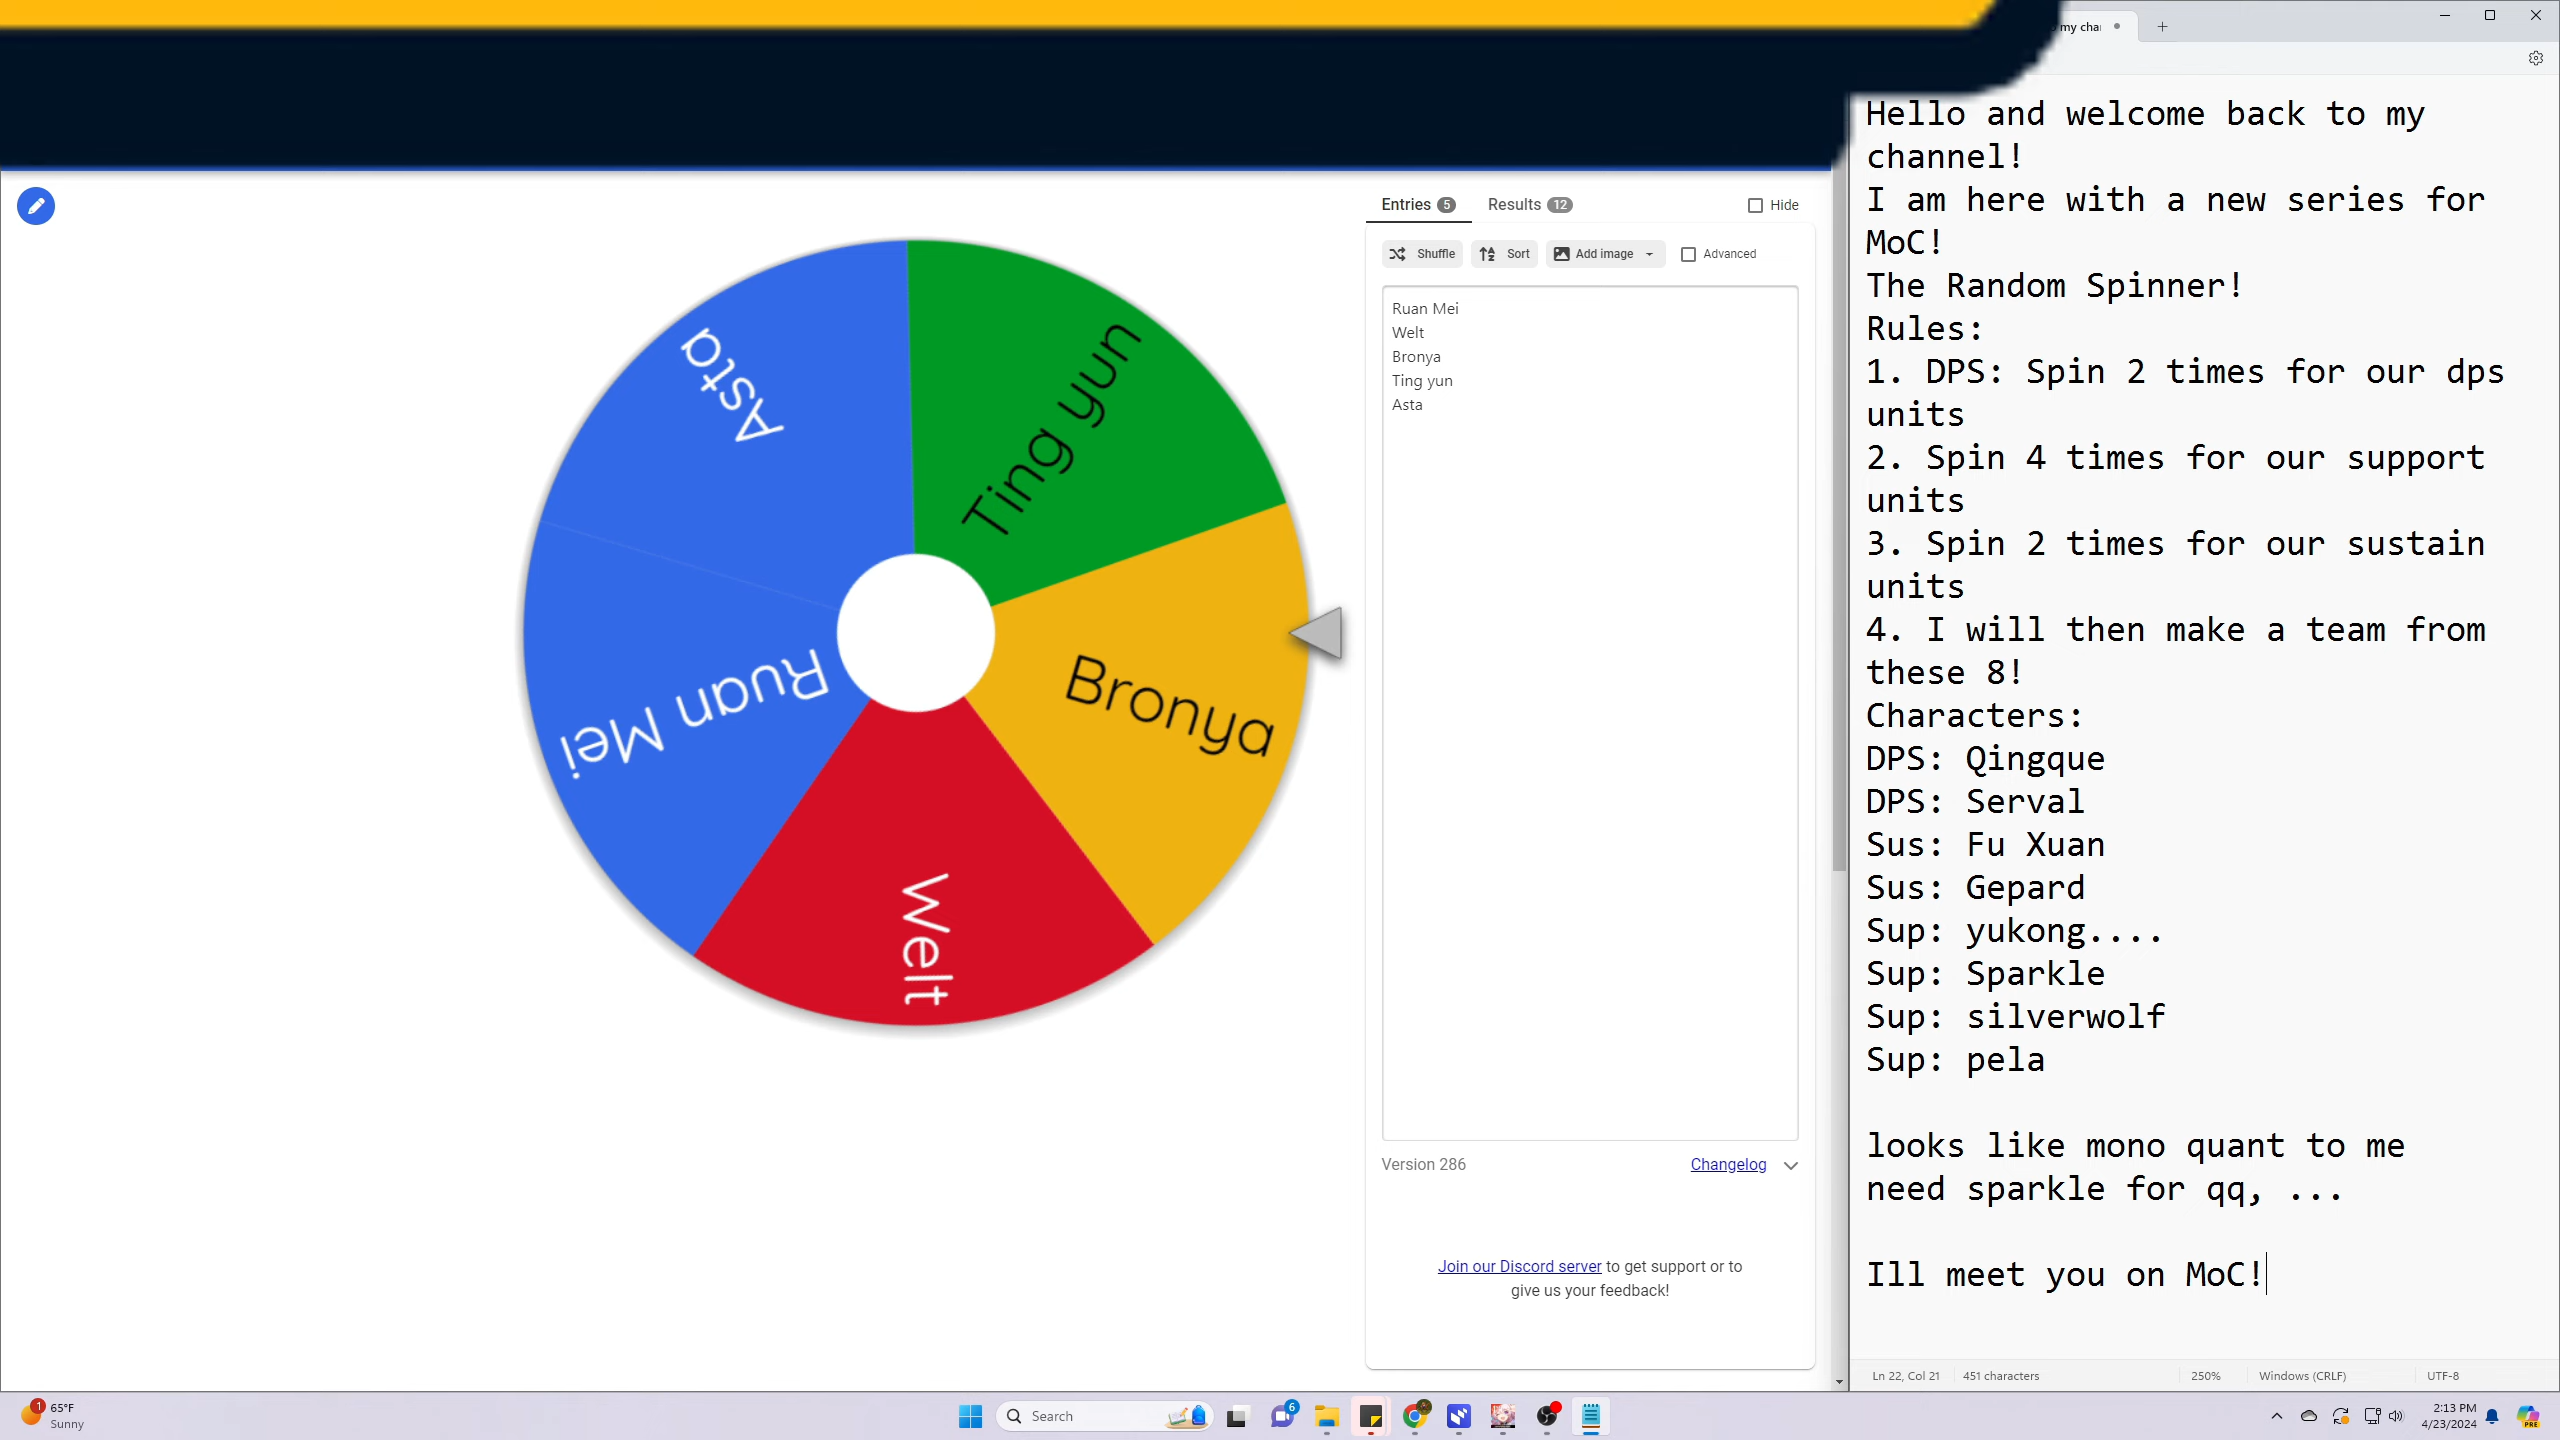 my cha
Entries 5
Results 12
Hide
Shuffle
Sort
Add image
Advanced
Ruan Mei
Welt
Bronya
Ting yun
Asta
Asta
Ting yun
Bronya
Ruan Mei
Welt
Version 286
Changelog
Join our Discord server to get support or to
give us your feedback!
Hello and welcome back to my
channel!
I am here with a new series for
MoC!
The Random Spinner!
Rules:
1. DPS: Spin 2 times for our dps
units
2. Spin 4 times for our support
units
3. Spin 2 times for our sustain
units
4. I will then make a team from
these 8!
Characters:
DPS: Qingque
DPS: Serval
Sus: Fu Xuan
Sus: Gepard
Sup: yukong....
Sup: Sparkle
Sup: silverwolf
Sup: pela
looks like mono quant to me
need sparkle for qq, ...
Ill meet you on MoC!
Ln 22, Col 21
451 characters
250%
Windows (CRLF)
UTF-8
1
65°F
Sunny
Search
6
2:13 PM
4/23/2024
PRE